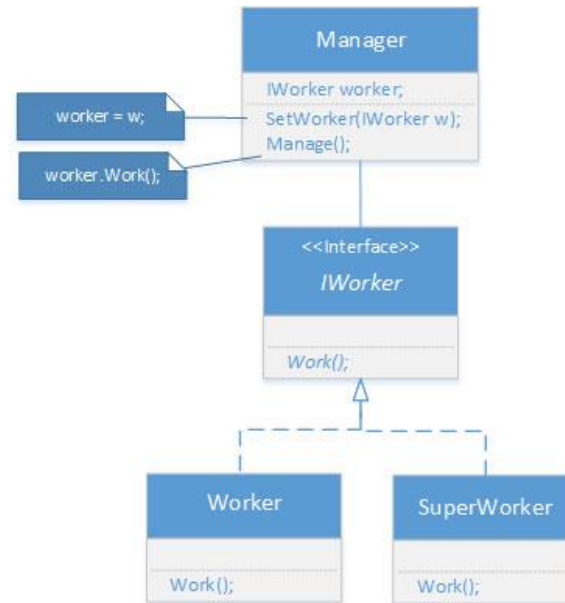 Manager
IWorker worker;
worker = w;
SetWorker(IWorker w);
Manage();
worker.Work();
<<Interface>>
IWorker
Work();
Worker
SuperWorker
Work();
Work();